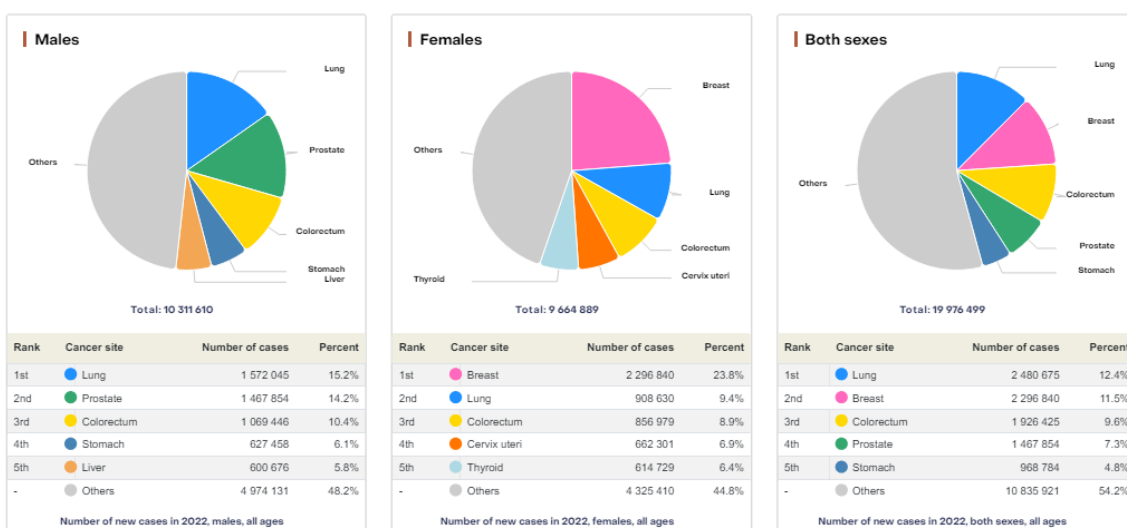 Males
Lung
Prostate
Others
Colorectum
Stomach
Liver
Total: 10 311 610
Rank Cancer site Number of cases Percent
1st Lung 1 572 045 15.2%
2nd Prostate 1 467 854 14.2%
3rd Colorectum 1 069 446 10.4%
4th Stomach 627 458 6.1%
5th Liver 600 676 5.8%
- Others 4 974 131 48.2%
Number of new cases in 2022, males, all ages
Females
Breast
Others
Lung
Colorectum
Cervix uteri
Thyroid
Total: 9 664 889
Rank Cancer site Number of cases Percent
1st Breast 2 296 840 23.8%
2nd Lung 908 630 9.4%
3rd Colorectum 856 979 8.9%
4th Cervix uteri 662 301 6.9%
5th Thyroid 614 729 6.4%
- Others 4 325 410 44.8%
Number of new cases in 2022, females, all ages
Both sexes
Lung
Breast
Others
Colorectum
Prostate
Stomach
Total: 19 976 499
Rank Cancer site Number of cases Percent
1st Lung 2 480 675 12.4%
2nd Breast 2 296 840 11.5%
3rd Colorectum 1 926 425 9.6%
4th Prostate 1 467 854 7.3%
5th Stomach 968 784 4.8%
- Others 10 835 921 54.2%
Number of new cases in 2022, both sexes, all ages